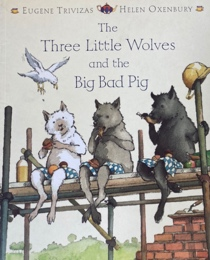 EUGENE TRIVIZAS HELEN OXENBURY
The
Three Little Wolves
and the
Big Bad Pig